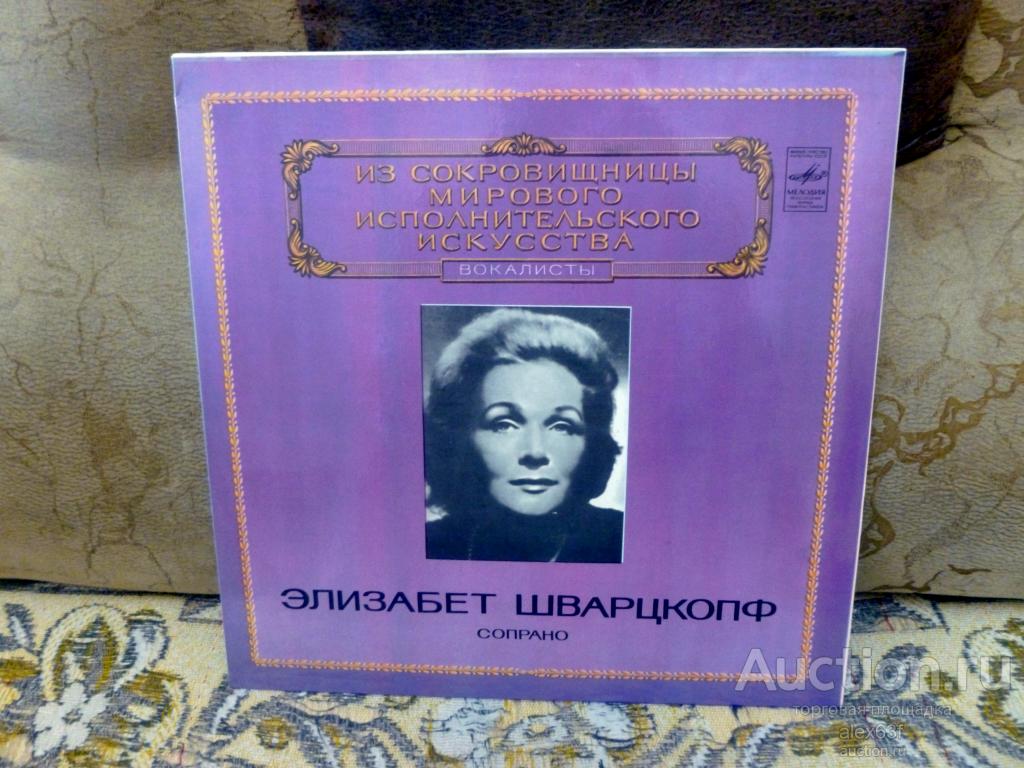 ИЗ СОКРОВИЩНИЦЫ
МИРОВОГО
ИСПОЛНИТЕЛЬСКОГО
ИСКУССТВА
ВОКАЛИСТЫ
МЕЛОДИЯ
ЭЛИЗАБЕТ ШВАРЦКОПФ
СОПРАНО
Auction.ru
торговая площадка
alex63f
auction.ru